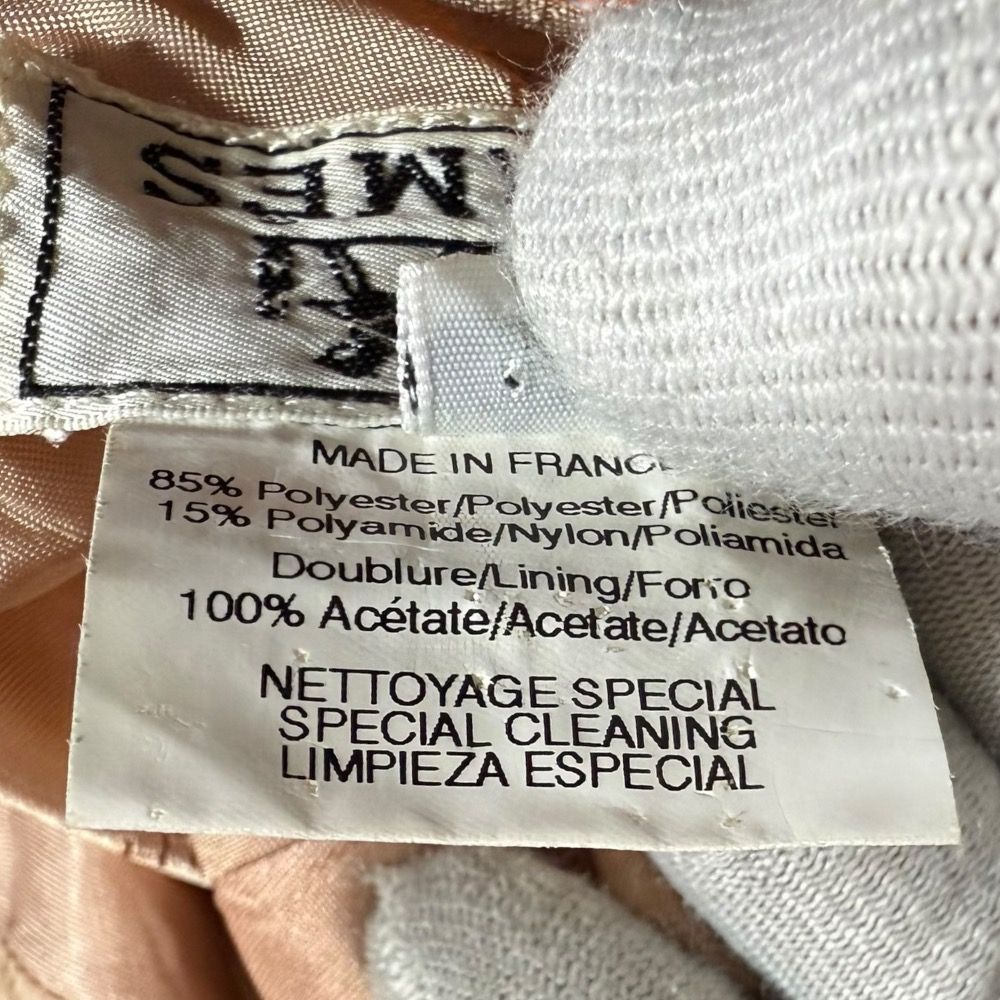 MES
MADE IN FRANCE
85% Polyester/Polyester/Poliester
15% Polyamide/Nylon/Poliamida
Doublure/Lining/Forro
100% Acétate/Acetate/Acetato
NETTOYAGE SPECIAL
SPECIAL CLEANING
LIMPIEZA ESPECIAL